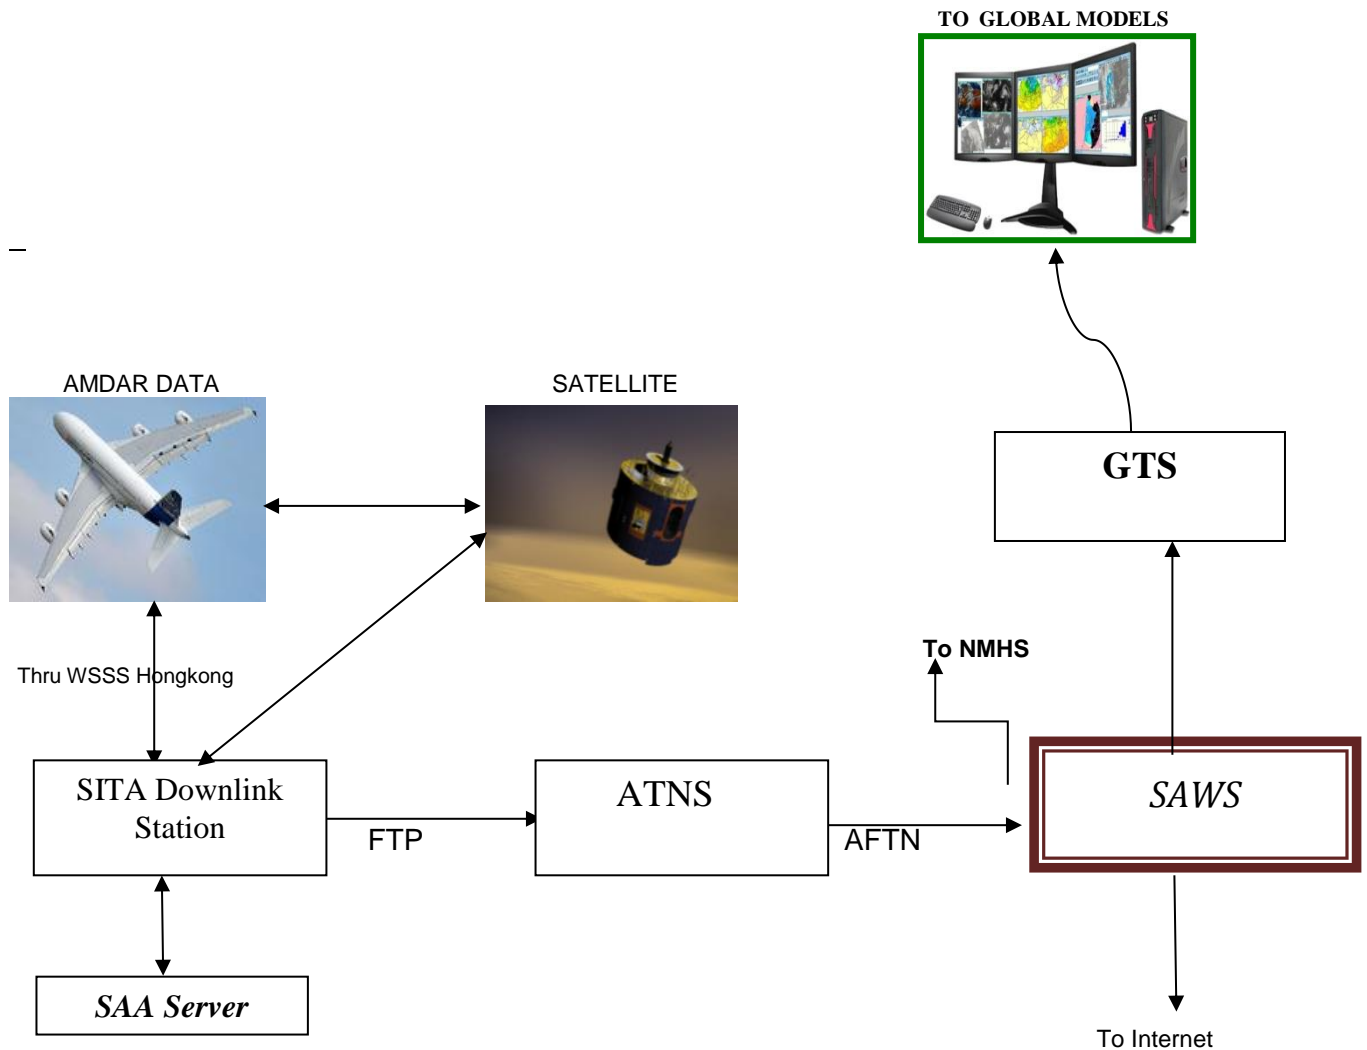 TO GLOBAL MODELS
AMDAR DATA
SATELLITE
GTS
Thru WSSS Hongkong
To NMHS
SITA Downlink
Station
FTP
ATNS
AFTN
SAWS
SAA Server
To Internet